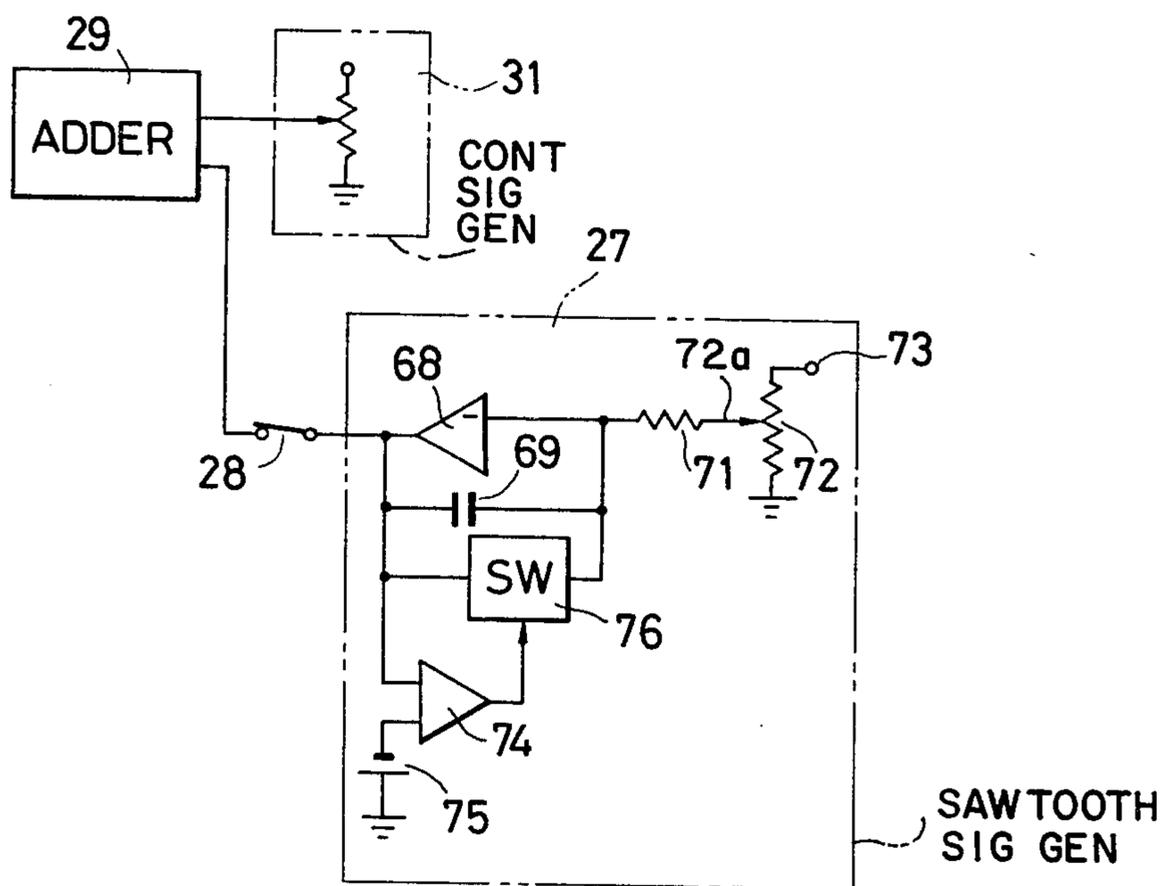 29
ADDER
31
CONT
SIG
GEN
27
73
72a
68
69
71
72
28
SW
76
74
75
SAWTOOTH
SIG GEN